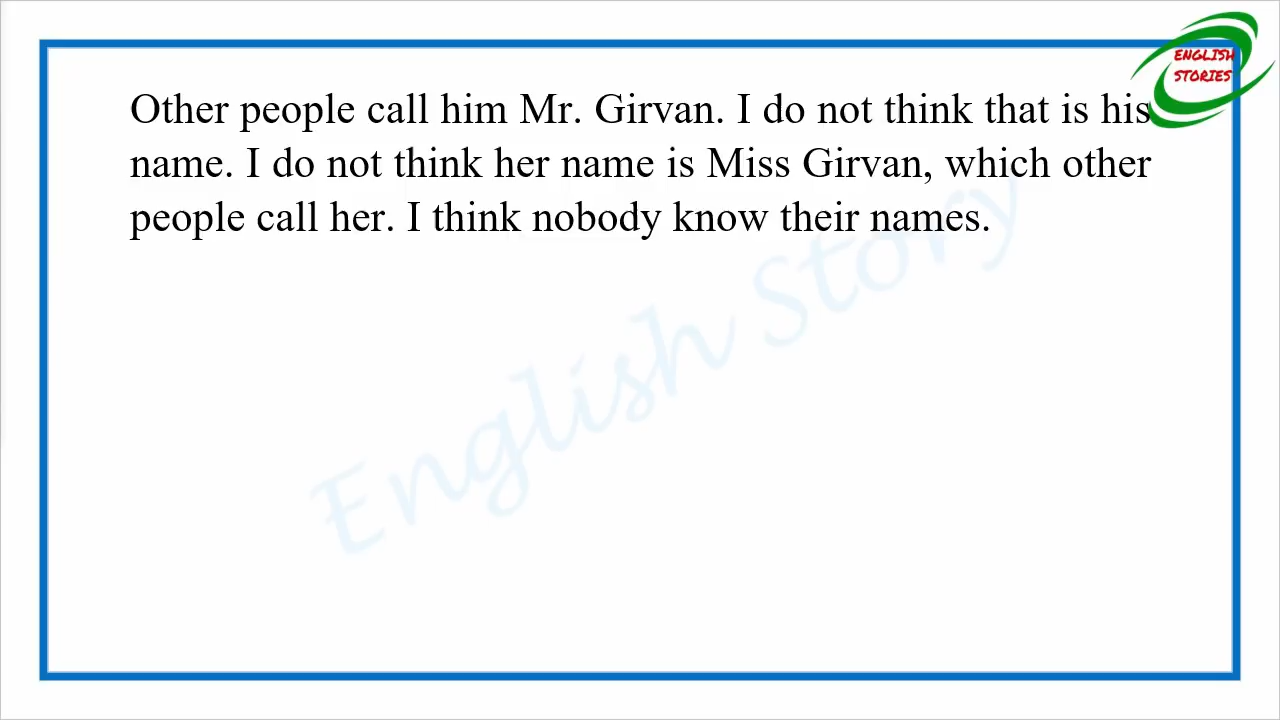 ENGLISH
STORIES
Other people call him Mr. Girvan. I do not think that is his
name. I do not think her name is Miss Girvan, which other
people call her. I think nobody know their names.
English Story